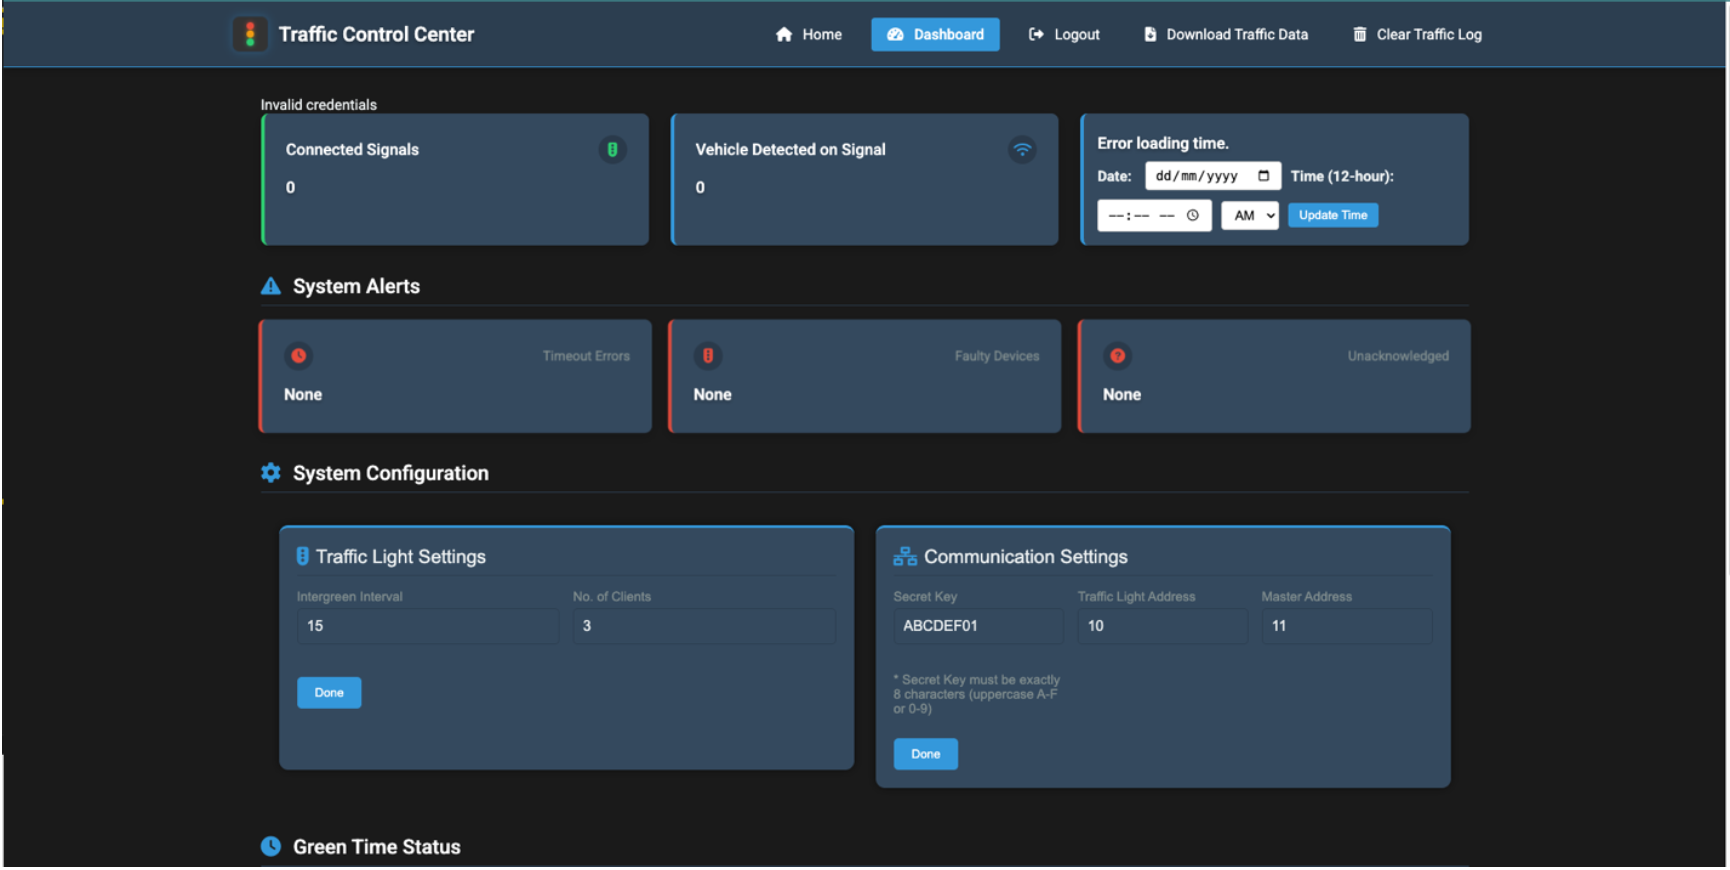 Traffic Control Center
Home
Dashboard
Logout
Download Traffic Data
Clear Traffic Log
Invalid credentials
Connected Signals
0
Vehicle Detected on Signal
0
Error loading time.
Date: dd/mm/yyyy Time (12-hour):
--:-- -- AM Update Time
System Alerts
Timeout Errors
None
Faulty Devices
None
Unacknowledged
None
System Configuration
Traffic Light Settings
Intergreen Interval No. of Clients
15 3
Done
Communication Settings
Secret Key Traffic Light Address Master Address
ABCDEF01 10 11
* Secret Key must be exactly
8 characters (uppercase A-F
or 0-9)
Done
Green Time Status